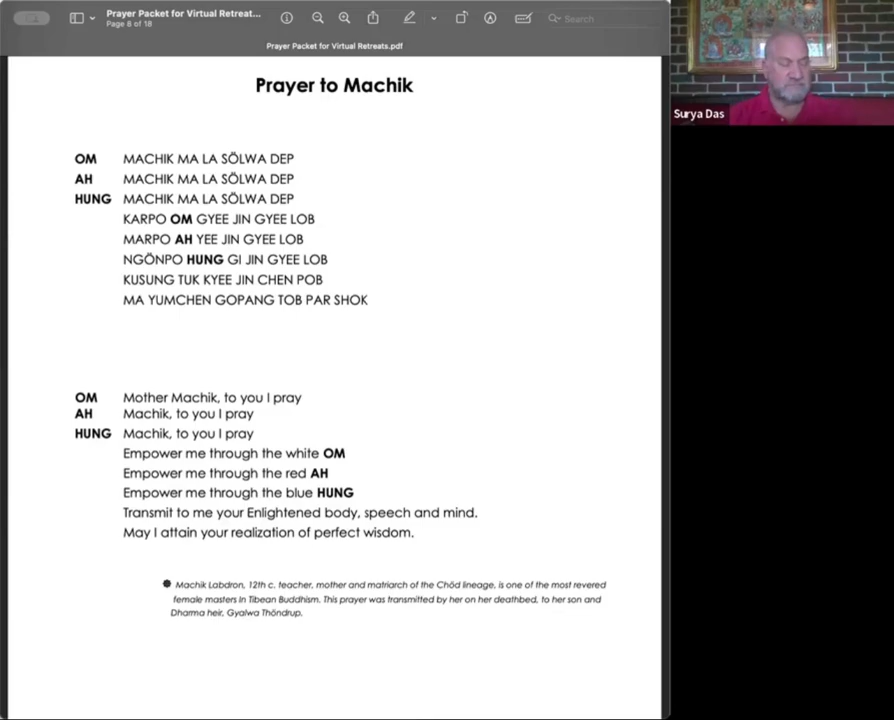 Prayer Packet for Virtual Retreat...
Page 8 of 18
Search
Prayer Packet for Virtual Retreats.pdf
Prayer to Machik
OM MACHIK MA LA SÖLWA DEP
AH MACHIK MA LA SÖLWA DEP
HUNG MACHIK MA LA SÖLWA DEP
KARPO OM GYEE JIN GYEE LOB
MARPO AH YEE JIN GYEE LOB
NGÖNPO HUNG GI JIN GYEE LOB
KUSUNG TUK KYEE JIN CHEN POB
MA YUMCHEN GOPANG TOB PAR SHOK
OM Mother Machik, to you I pray
AH Machik, to you I pray
HUNG Machik, to you I pray
Empower me through the white OM
Empower me through the red AH
Empower me through the blue HUNG
Transmit to me your Enlightened body, speech and mind.
May I attain your realization of perfect wisdom.
Machik Labdron, 12th c. teacher, mother and matriarch of the Chöd lineage, is one of the most revered
female masters in Tibean Buddhism. This prayer was transmitted by her on her deathbed, to her son and
Dharma heir, Gyalwa Thöndrup.
Surya Das